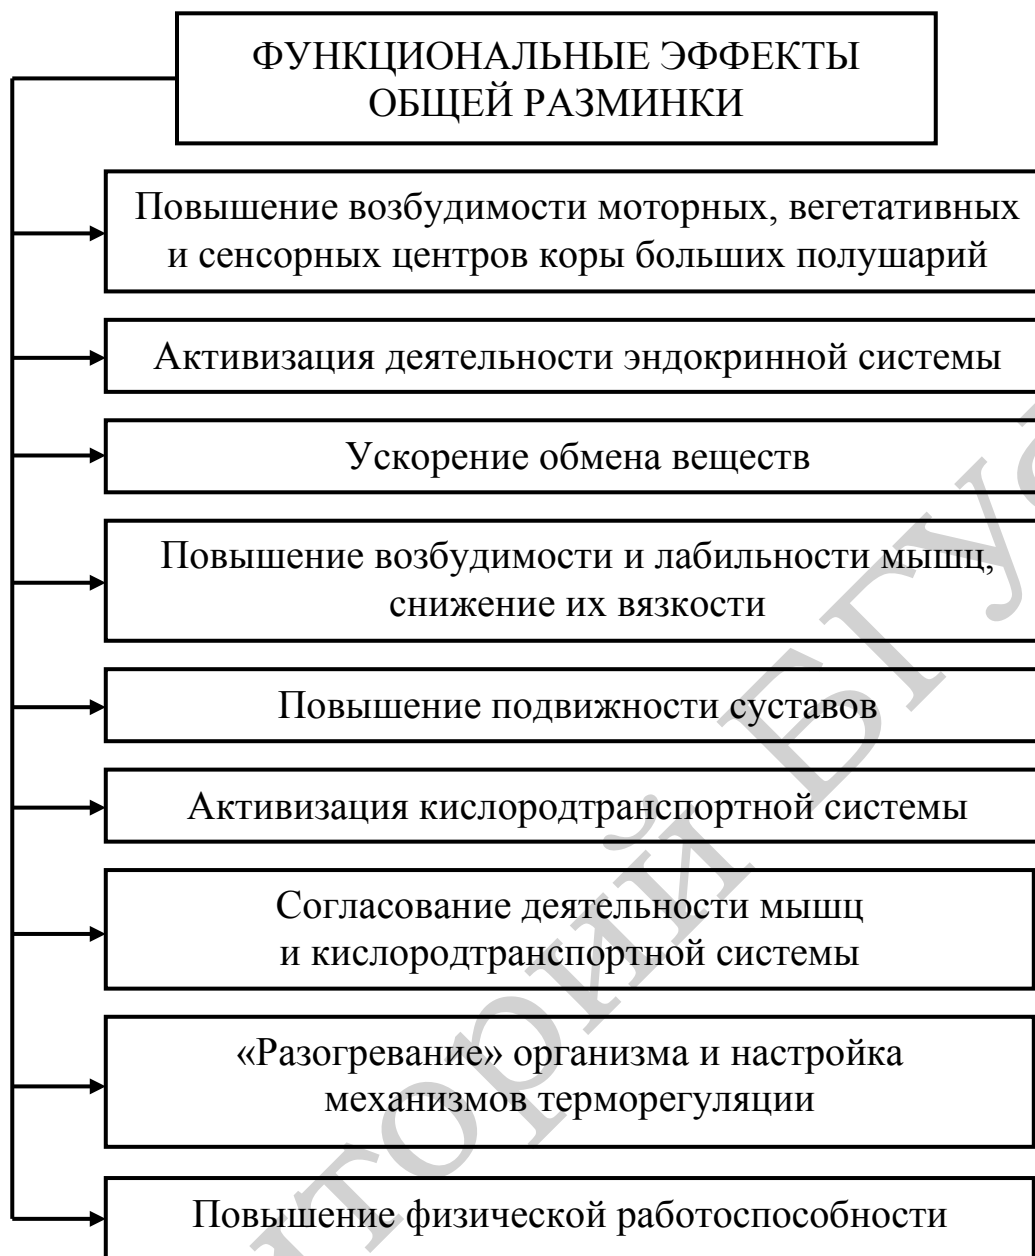 ФУНКЦИОНАЛЬНЫЕ ЭФФЕКТЫ
ОБЩЕЙ РАЗМИНКИ
Повышение возбудимости моторных, вегетативных
и сенсорных центров коры больших полушарий
Активизация деятельности эндокринной системы
Ускорение обмена веществ
Повышение возбудимости и лабильности мышц,
снижение их вязкости
Повышение подвижности суставов
Активизация кислородтранспортной системы
Согласование деятельности мышц
и кислородтранспортной системы
«Разогревание» организма и настройка
механизмов терморегуляции
Повышение физической работоспособности